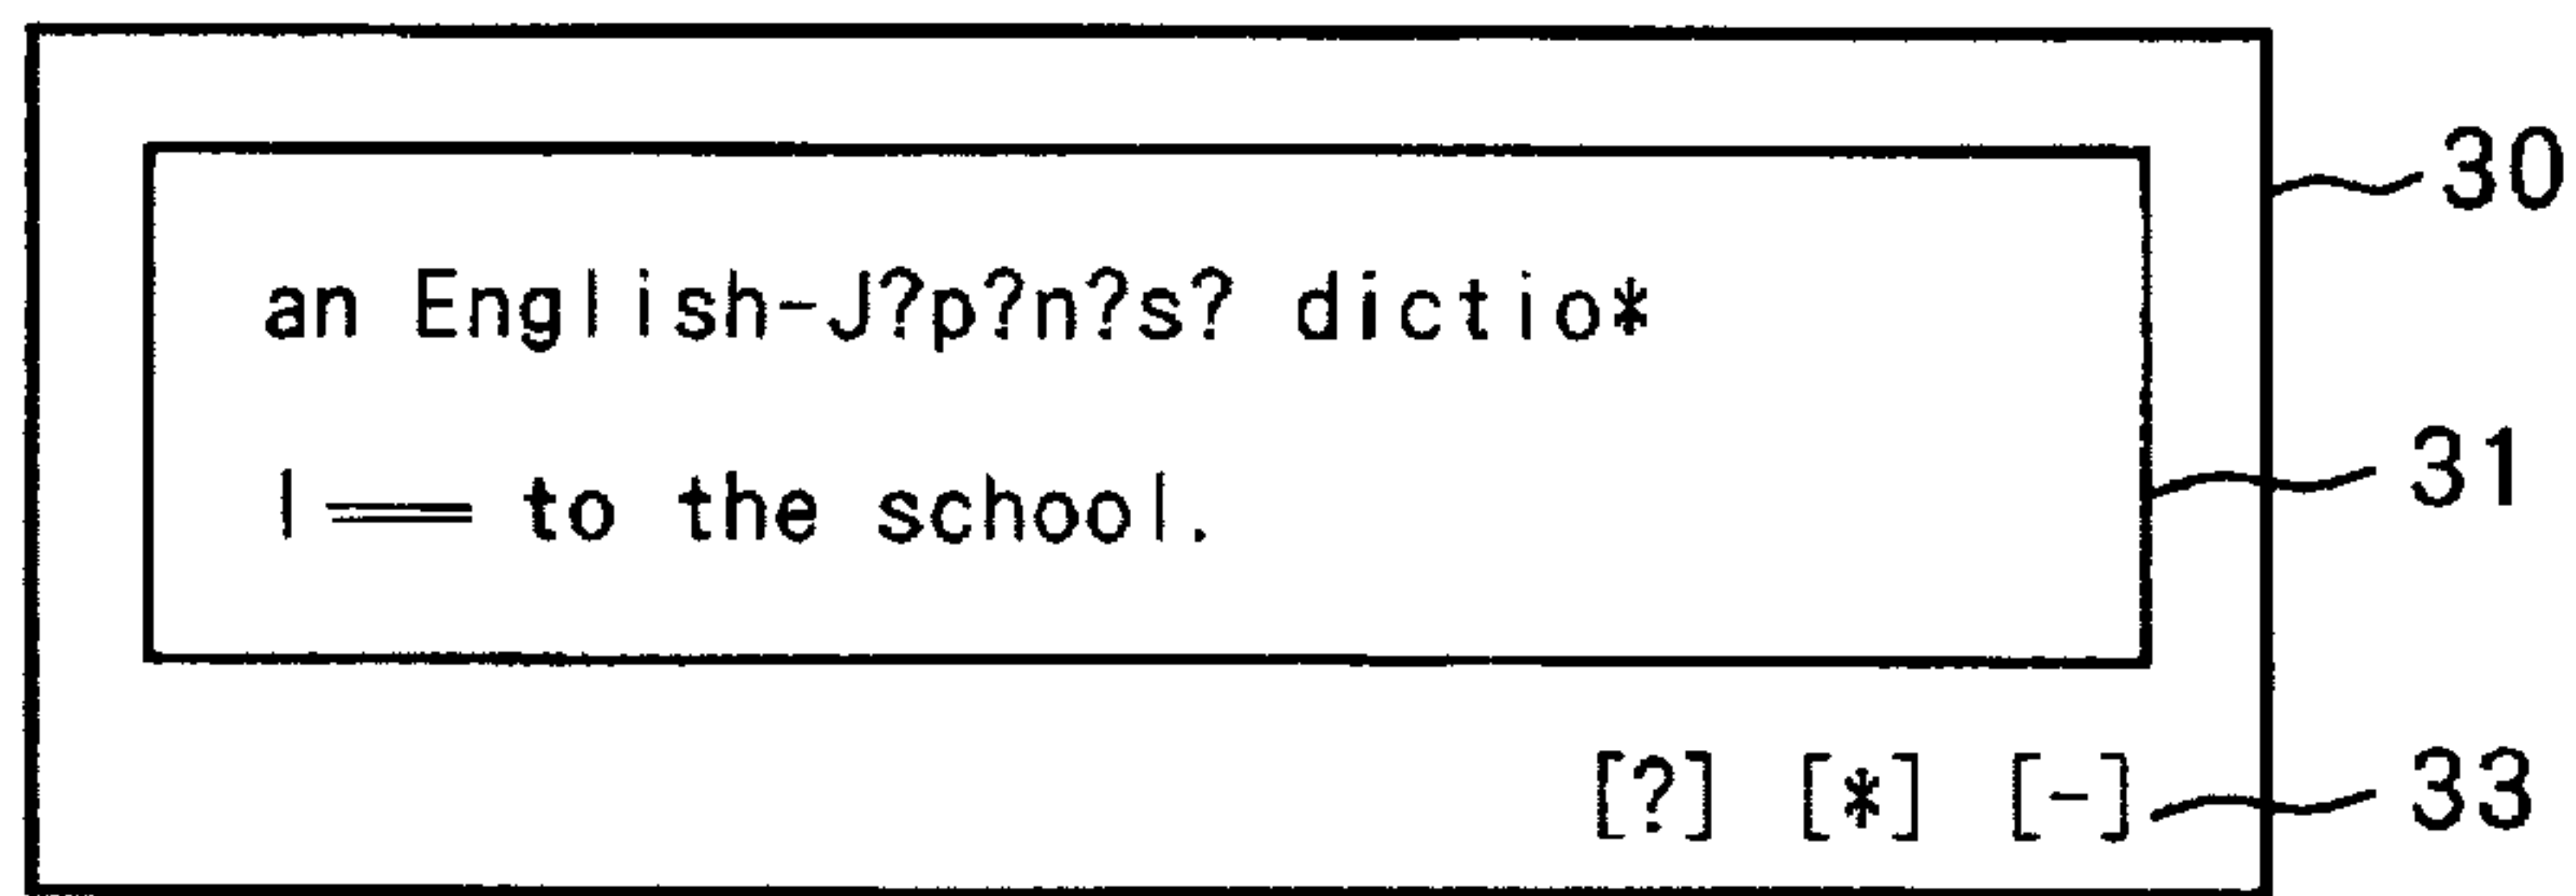 an English-J?p?n?s? dictio*
I == to the school.
[?] [*] [-]
30
31
33